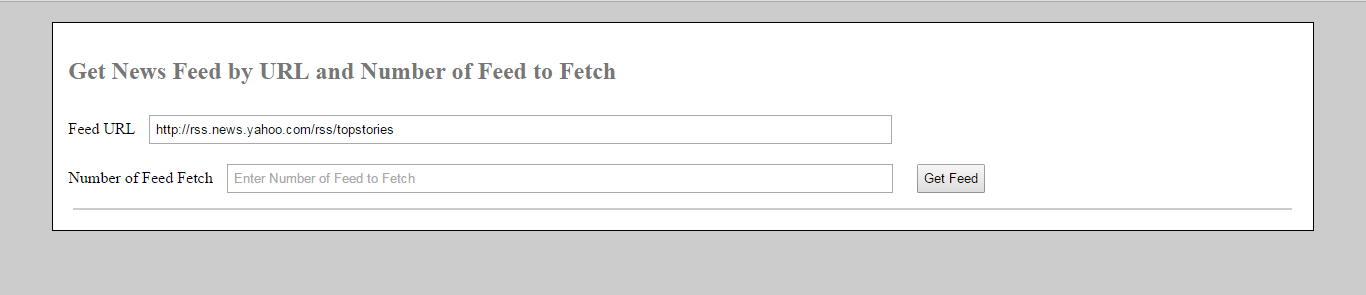 Get News Feed by URL and Number of Feed to Fetch
Feed URL http://rss.news.yahoo.com/rss/topstories
Number of Feed Fetch Enter Number of Feed to Fetch Get Feed